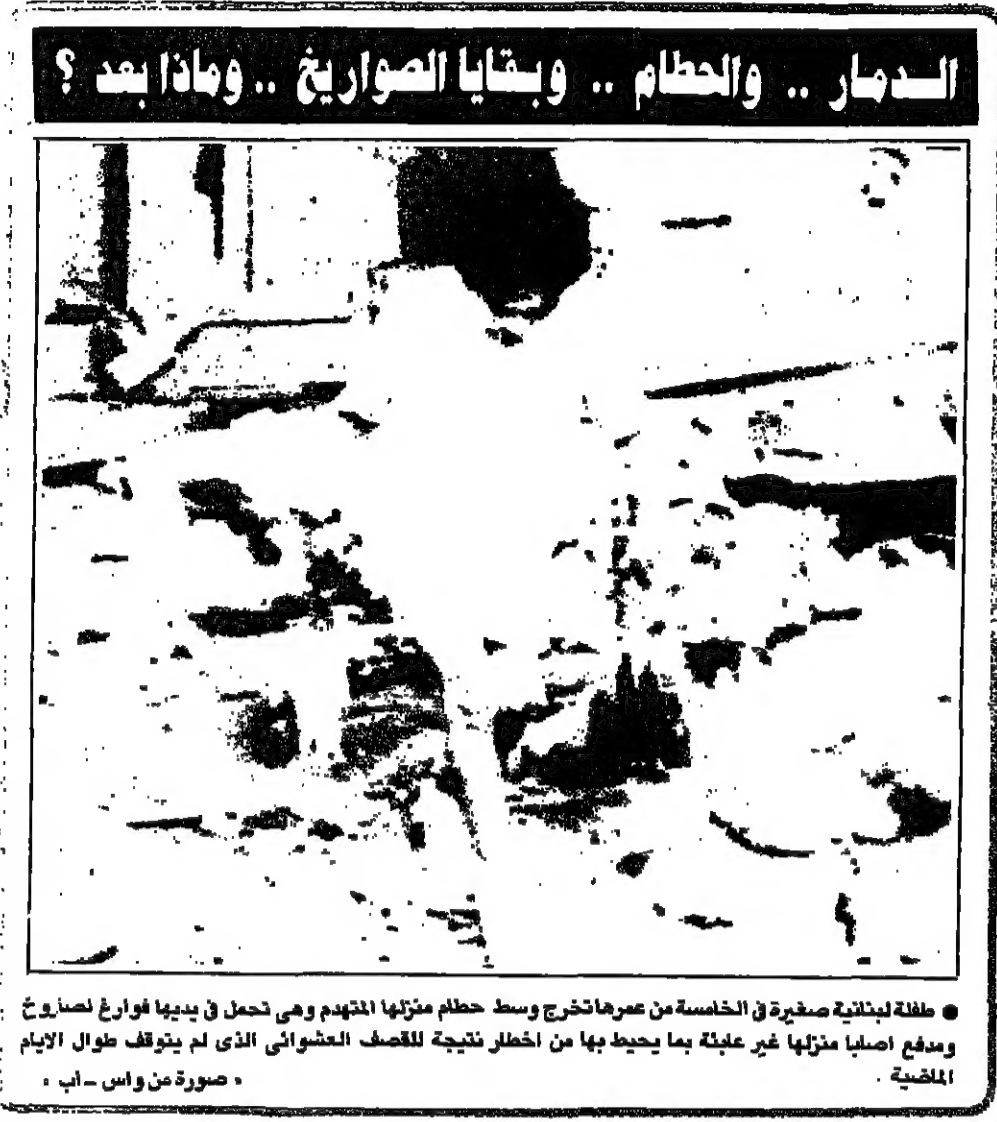 الدمار .. والحطام .. وبقايا الصواريخ .. وماذا بعد ؟
● طفلة لبنانية صغيرة في الخامسة من عمرها تخرج وسط حطام منزلها المتهدم وهي تحمل في يديها فوارغ لصاروخ
ومدفع اصابا منزلها غير عابئة بما يحيط بها من اخطار نتيجة للقصف العشوائى الذى لم يتوقف طوال الايام
الماضية .
« صورة من واس ـ أب »